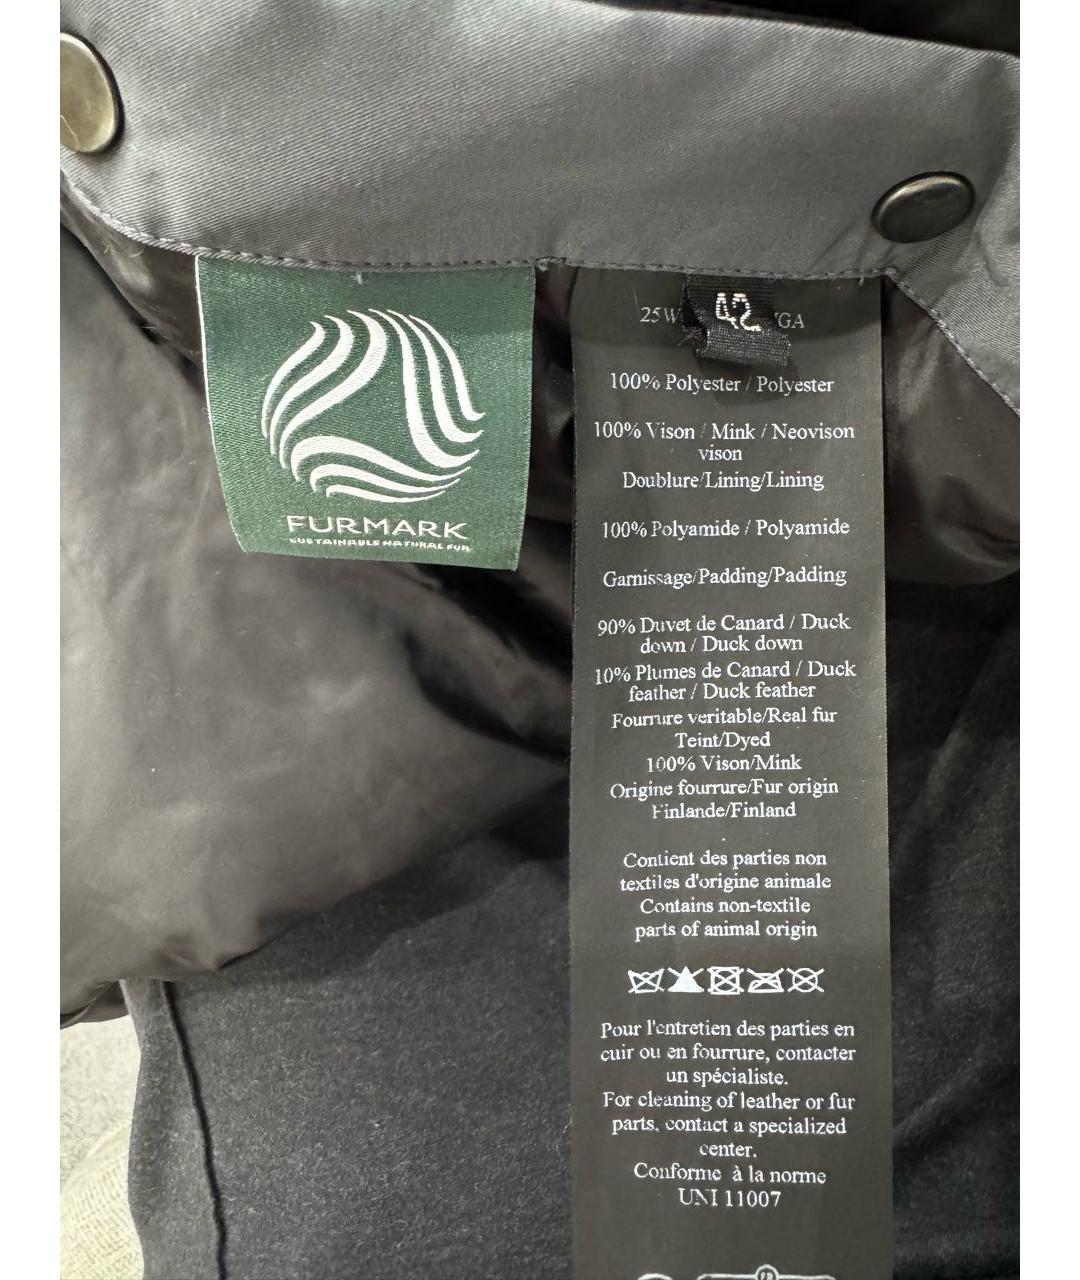 FURMARK
SUSTAINABLE NATURAL FUR
42
25W
GA
100% Polyester / Polyester
100% Vison / Mink / Neovison
vison
Doublure/Lining/Lining
100% Polyamide / Polyamide
Garnissage/Padding/Padding
90% Duvet de Canard / Duck
down / Duck down
10% Plumes de Canard / Duck
feather / Duck feather
Fourrure veritable/Real fur
Teint/Dyed
100% Vison/Mink
Origine fourrure/Fur origin
Finlande/Finland
Contient des parties non
textiles d'origine animale
Contains non-textile
parts of animal origin
Pour l'entretien des parties en
cuir ou en fourrure, contacter
un spécialiste.
For cleaning of leather or fur
parts, contact a specialized
center.
Conforme à la norme
UNI 11007